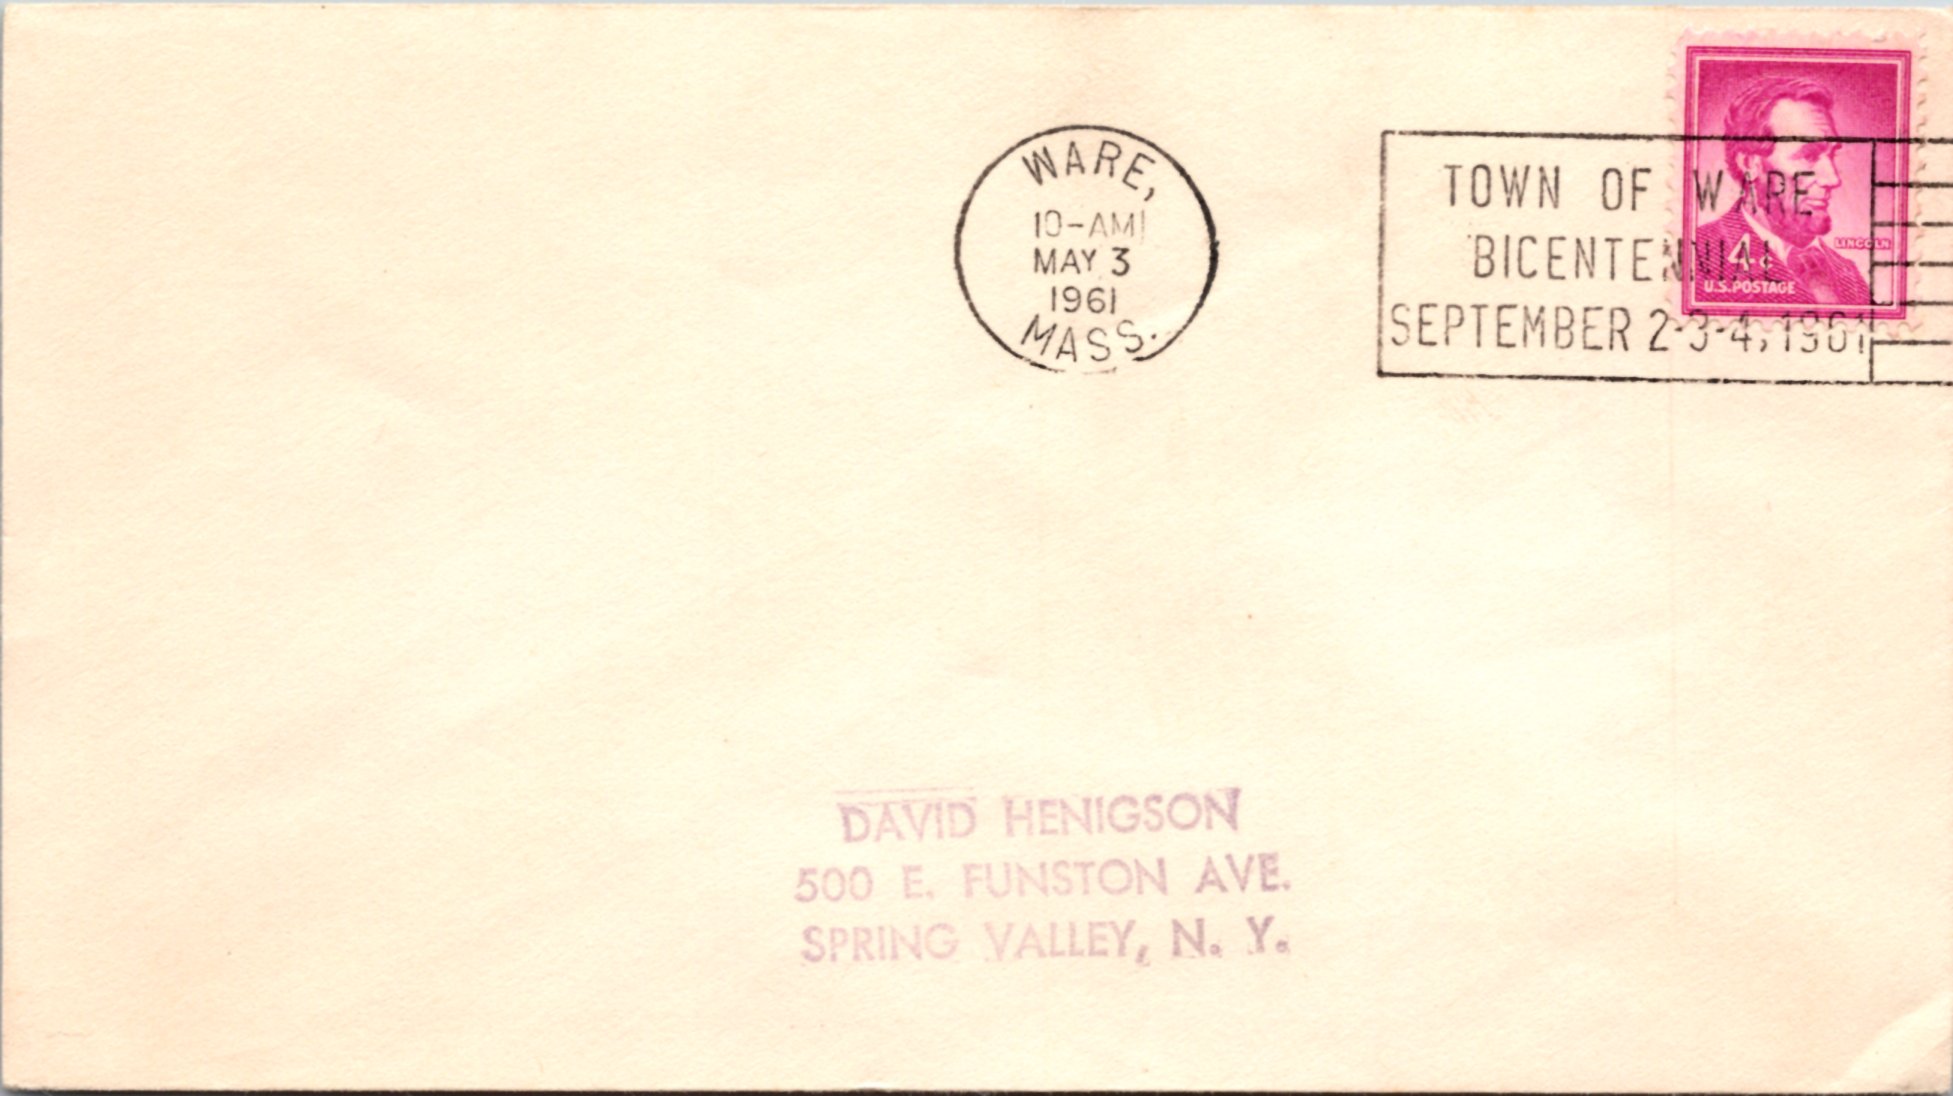 WARE,
10-AM
MAY 3
1961
MASS.
TOWN OF WARE
BICENTENNIAL
SEPTEMBER 2-3-4, 1961
LINCOLN
4¢
U.S. POSTAGE
DAVID HENIGSON
500 E. FUNSTON AVE.
SPRING VALLEY, N. Y.